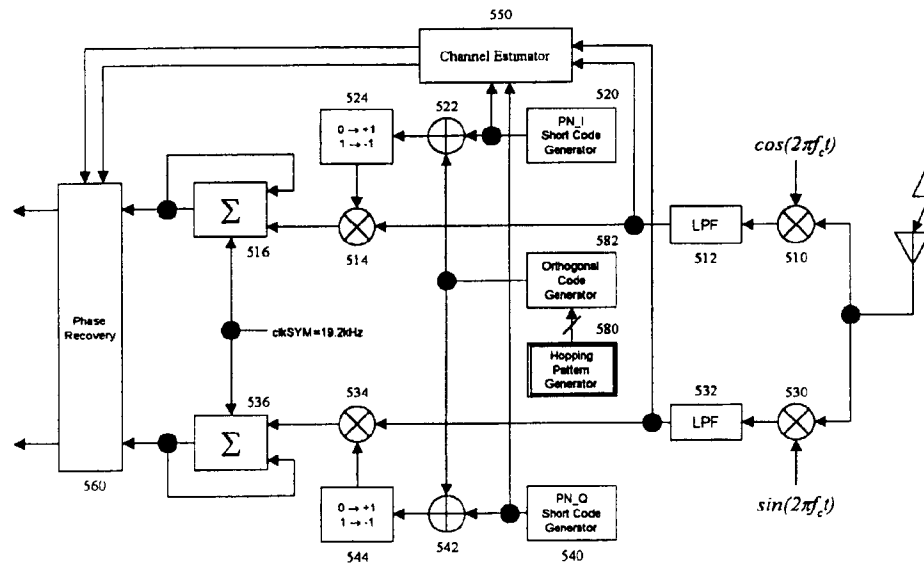 550
Channel Estimator
524
522
520
0 → +1
1 → -1
PN_I
Short Code
Generator
cos(2πf_c t)
Σ
516
514
LPF
512
510
582
Orthogonal
Code
Generator
580
Hopping
Pattern
Generator
Phase
Recovery
clkSYM=19.2kHz
536
534
532
530
Σ
LPF
560
0 → +1
1 → -1
544
542
PN_Q
Short Code
Generator
540
sin(2πf_c t)